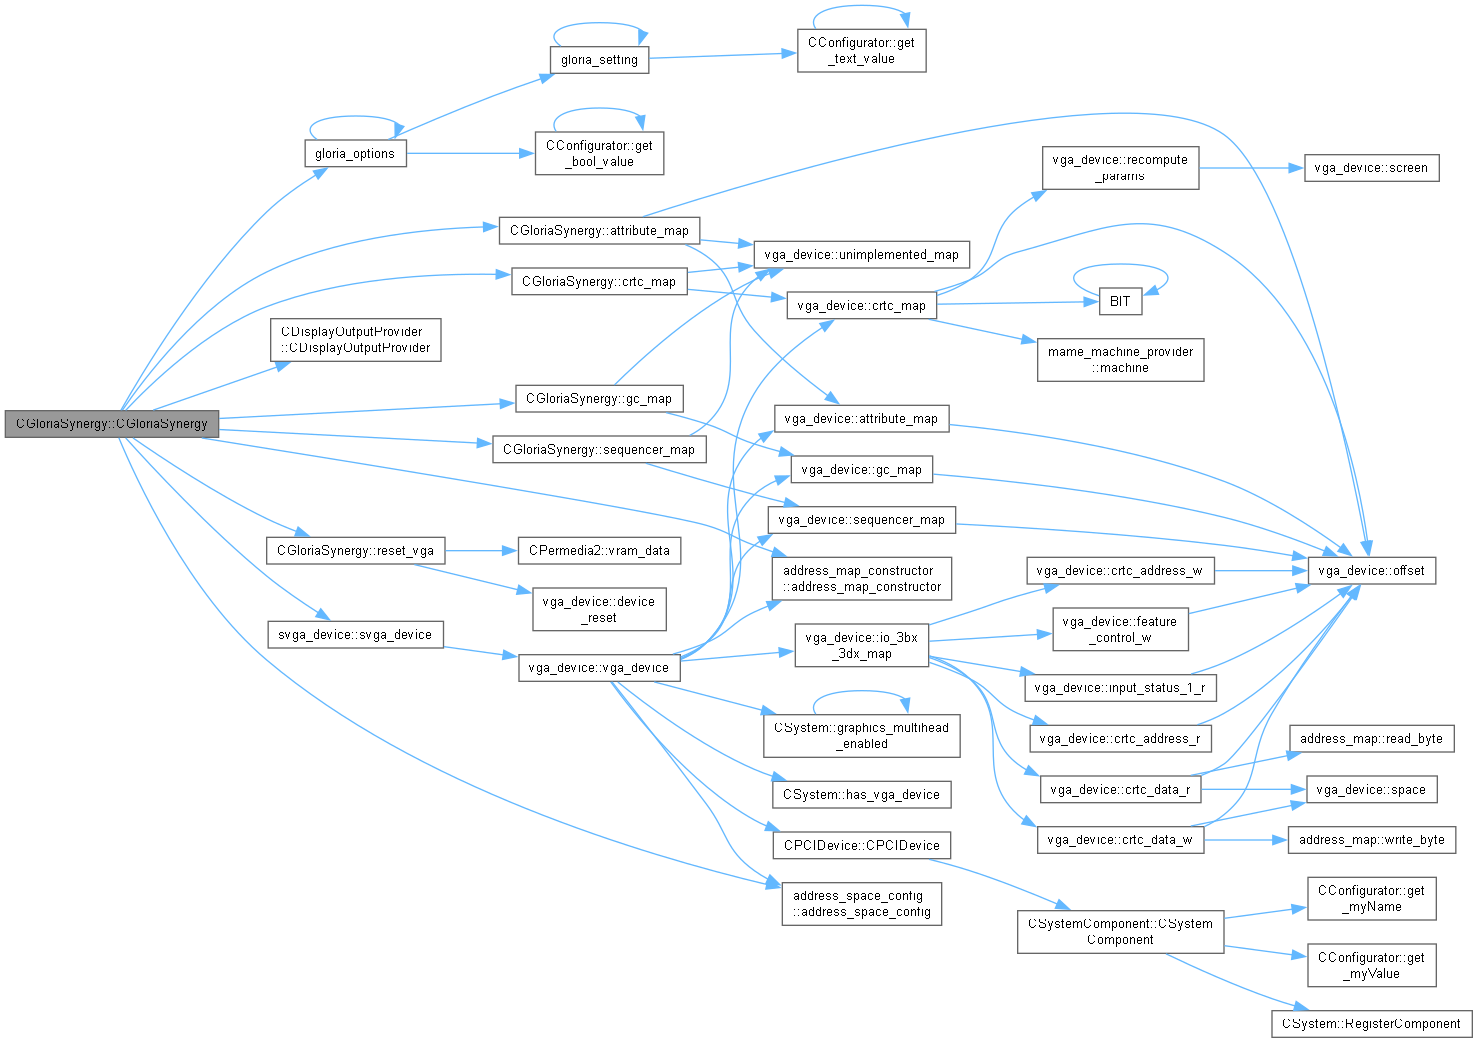 CConfigurator::get
_text_value
gloria_setting
gloria_options
CConfigurator::get
_bool_value
vga_device::recompute
_params
vga_device::screen
CGloriaSynergy::attribute_map
vga_device::unimplemented_map
CGloriaSynergy::crtc_map
vga_device::crtc_map
BIT
CDisplayOutputProvider
::CDisplayOutputProvider
mame_machine_provider
::machine
CGloriaSynergy::gc_map
CGloriaSynergy::CGloriaSynergy
vga_device::attribute_map
CGloriaSynergy::sequencer_map
vga_device::gc_map
vga_device::sequencer_map
CGloriaSynergy::reset_vga
CPermedia2::vram_data
address_map_constructor
::address_map_constructor
vga_device::crtc_address_w
vga_device::offset
vga_device::device
_reset
vga_device::feature
_control_w
svga_device::svga_device
vga_device::io_3bx
_3dx_map
vga_device::vga_device
vga_device::input_status_1_r
CSystem::graphics_multihead
_enabled
vga_device::crtc_address_r
address_map::read_byte
CSystem::has_vga_device
vga_device::crtc_data_r
vga_device::space
CPCIDevice::CPCIDevice
vga_device::crtc_data_w
address_map::write_byte
address_space_config
::address_space_config
CConfigurator::get
_myName
CSystemComponent::CSystem
Component
CConfigurator::get
_myValue
CSystem::RegisterComponent